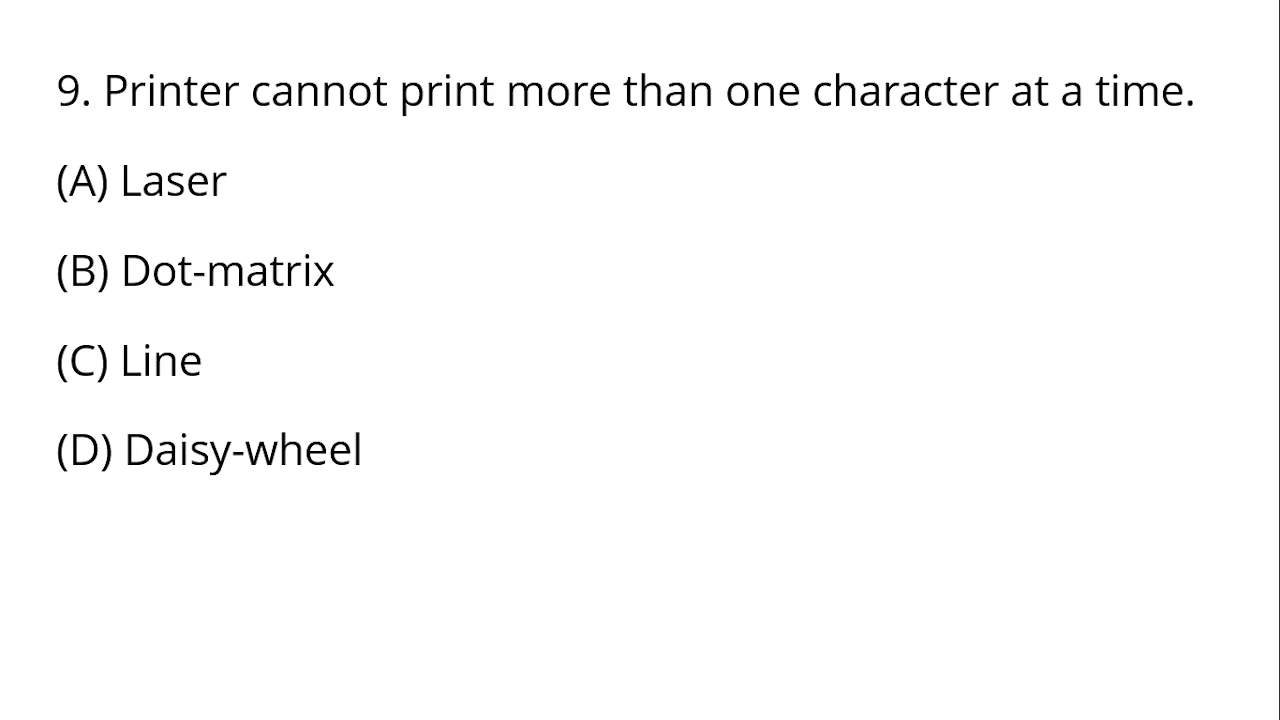 9. Printer cannot print more than one character at a time.
(A) Laser
(B) Dot-matrix
(C) Line
(D) Daisy-wheel